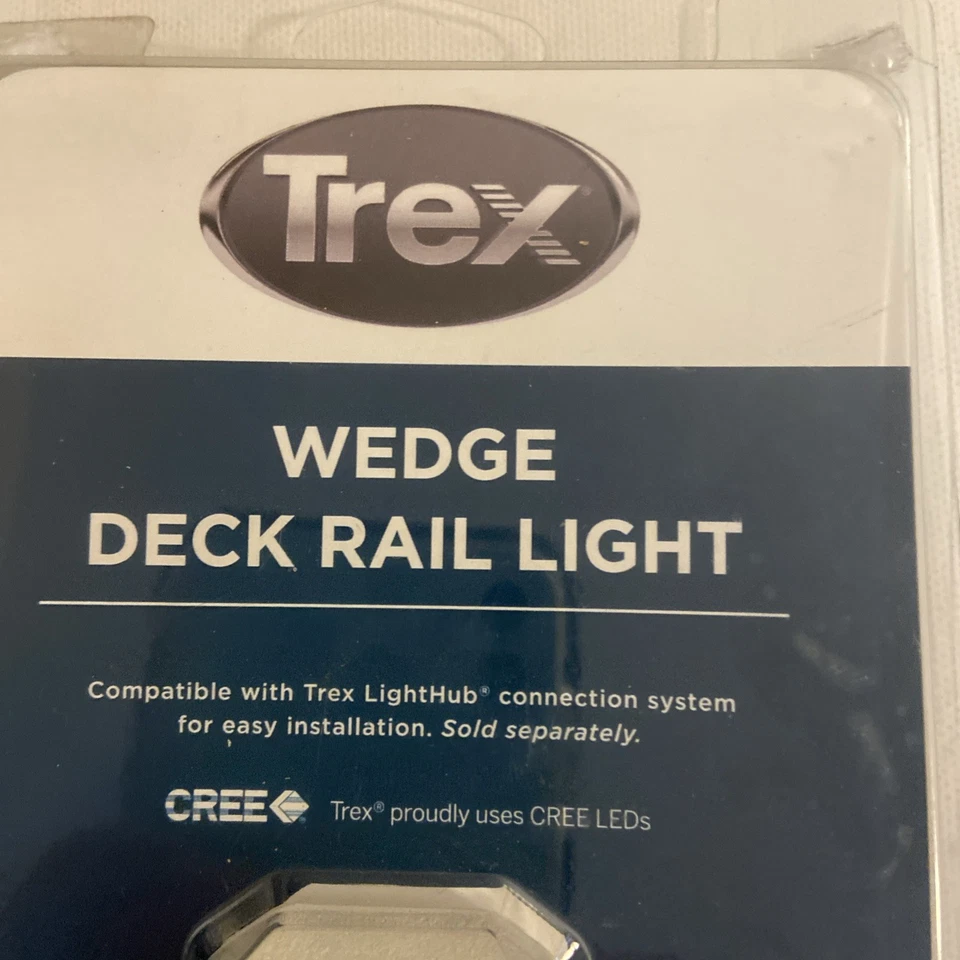 Trex
WEDGE
DECK RAIL LIGHT
Compatible with Trex LightHub® connection system
for easy installation. Sold separately.
CREE Trex® proudly uses CREE LEDs